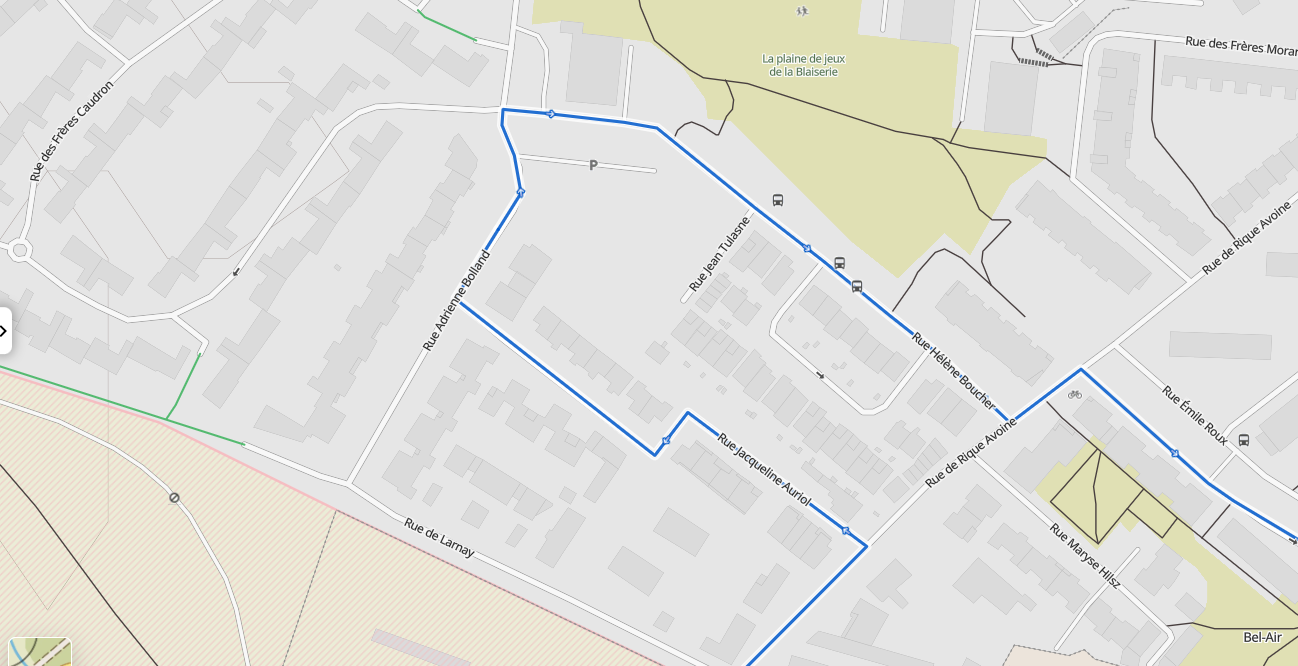 La plaine de jeux
de la Blaiserie
Rue des Frères Moran
Rue des Frères Caudron
P
Rue Jean Tulasne
Rue de Rique Avoine
Rue Adrienne Bolland
Rue Hélène Boucher
Rue Émile Roux
Rue Jacqueline Auriol
Rue de Rique Avoine
Rue de Larnay
Rue Maryse Hilsz
Bel-Air